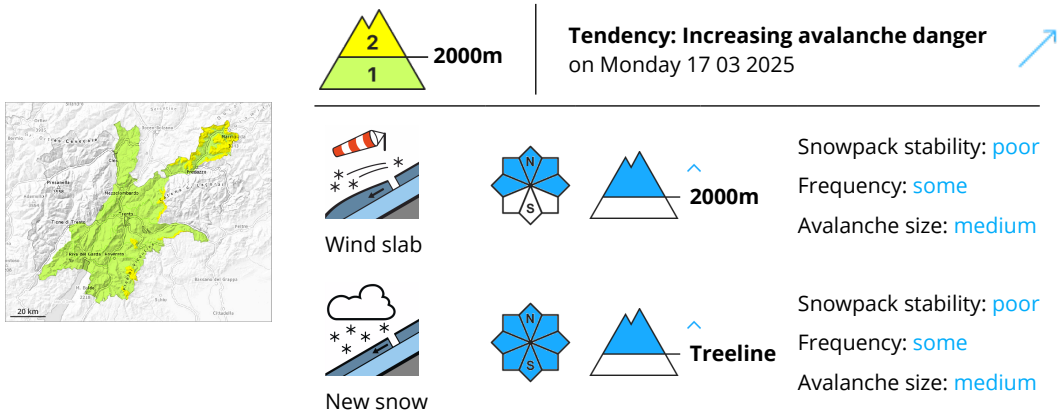 2
1
2000m
Tendency: Increasing avalanche danger
on Monday 17 03 2025
Trento
20 km
N
S
2000m
Wind slab
Snowpack stability: poor
Frequency: some
Avalanche size: medium
N
S
Treeline
New snow
Snowpack stability: poor
Frequency: some
Avalanche size: medium